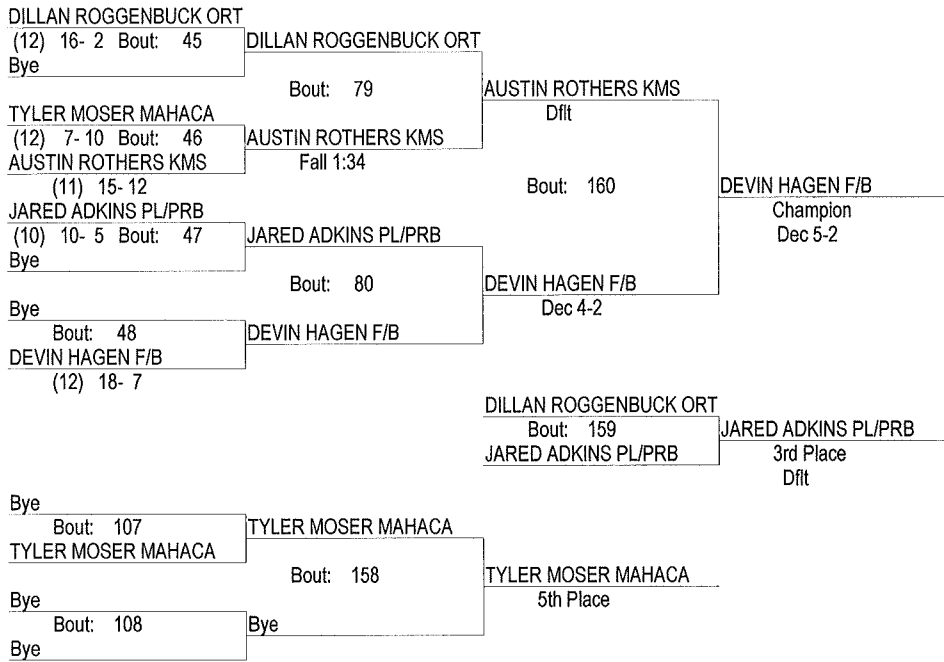 DILLAN ROGGENBUCK ORT
(12) 16- 2 Bout: 45
Bye
DILLAN ROGGENBUCK ORT
Bout: 79
TYLER MOSER MAHACA
(12) 7- 10 Bout: 46
AUSTIN ROTHERS KMS
(11) 15- 12
AUSTIN ROTHERS KMS
Fall 1:34
AUSTIN ROTHERS KMS
Dflt
JARED ADKINS PL/PRB
(10) 10- 5 Bout: 47
Bye
JARED ADKINS PL/PRB
Bout: 80
Bye
Bout: 48
DEVIN HAGEN F/B
(12) 18- 7
DEVIN HAGEN F/B
DEVIN HAGEN F/B
Dec 4-2
Bout: 160
DEVIN HAGEN F/B
Champion
Dec 5-2
DILLAN ROGGENBUCK ORT
Bout: 159
JARED ADKINS PL/PRB
JARED ADKINS PL/PRB
3rd Place
Dflt
Bye
Bout: 107
TYLER MOSER MAHACA
TYLER MOSER MAHACA
Bout: 158
Bye
Bout: 108
Bye
Bye
TYLER MOSER MAHACA
5th Place